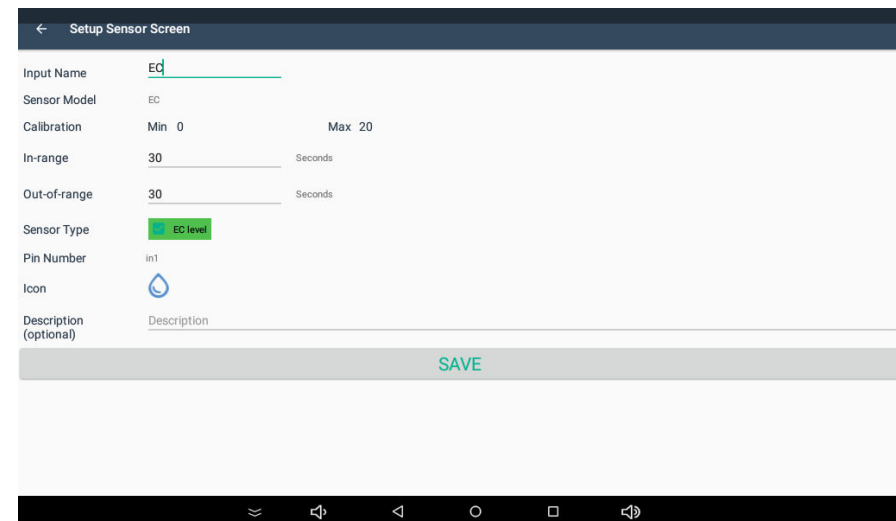 Setup Sensor Screen
Input Name EC
Sensor Model EC
Calibration Min 0 Max 20
In-range 30 Seconds
Out-of-range 30 Seconds
Sensor Type EC level
Pin Number in1
Icon
Description
(optional) Description
SAVE